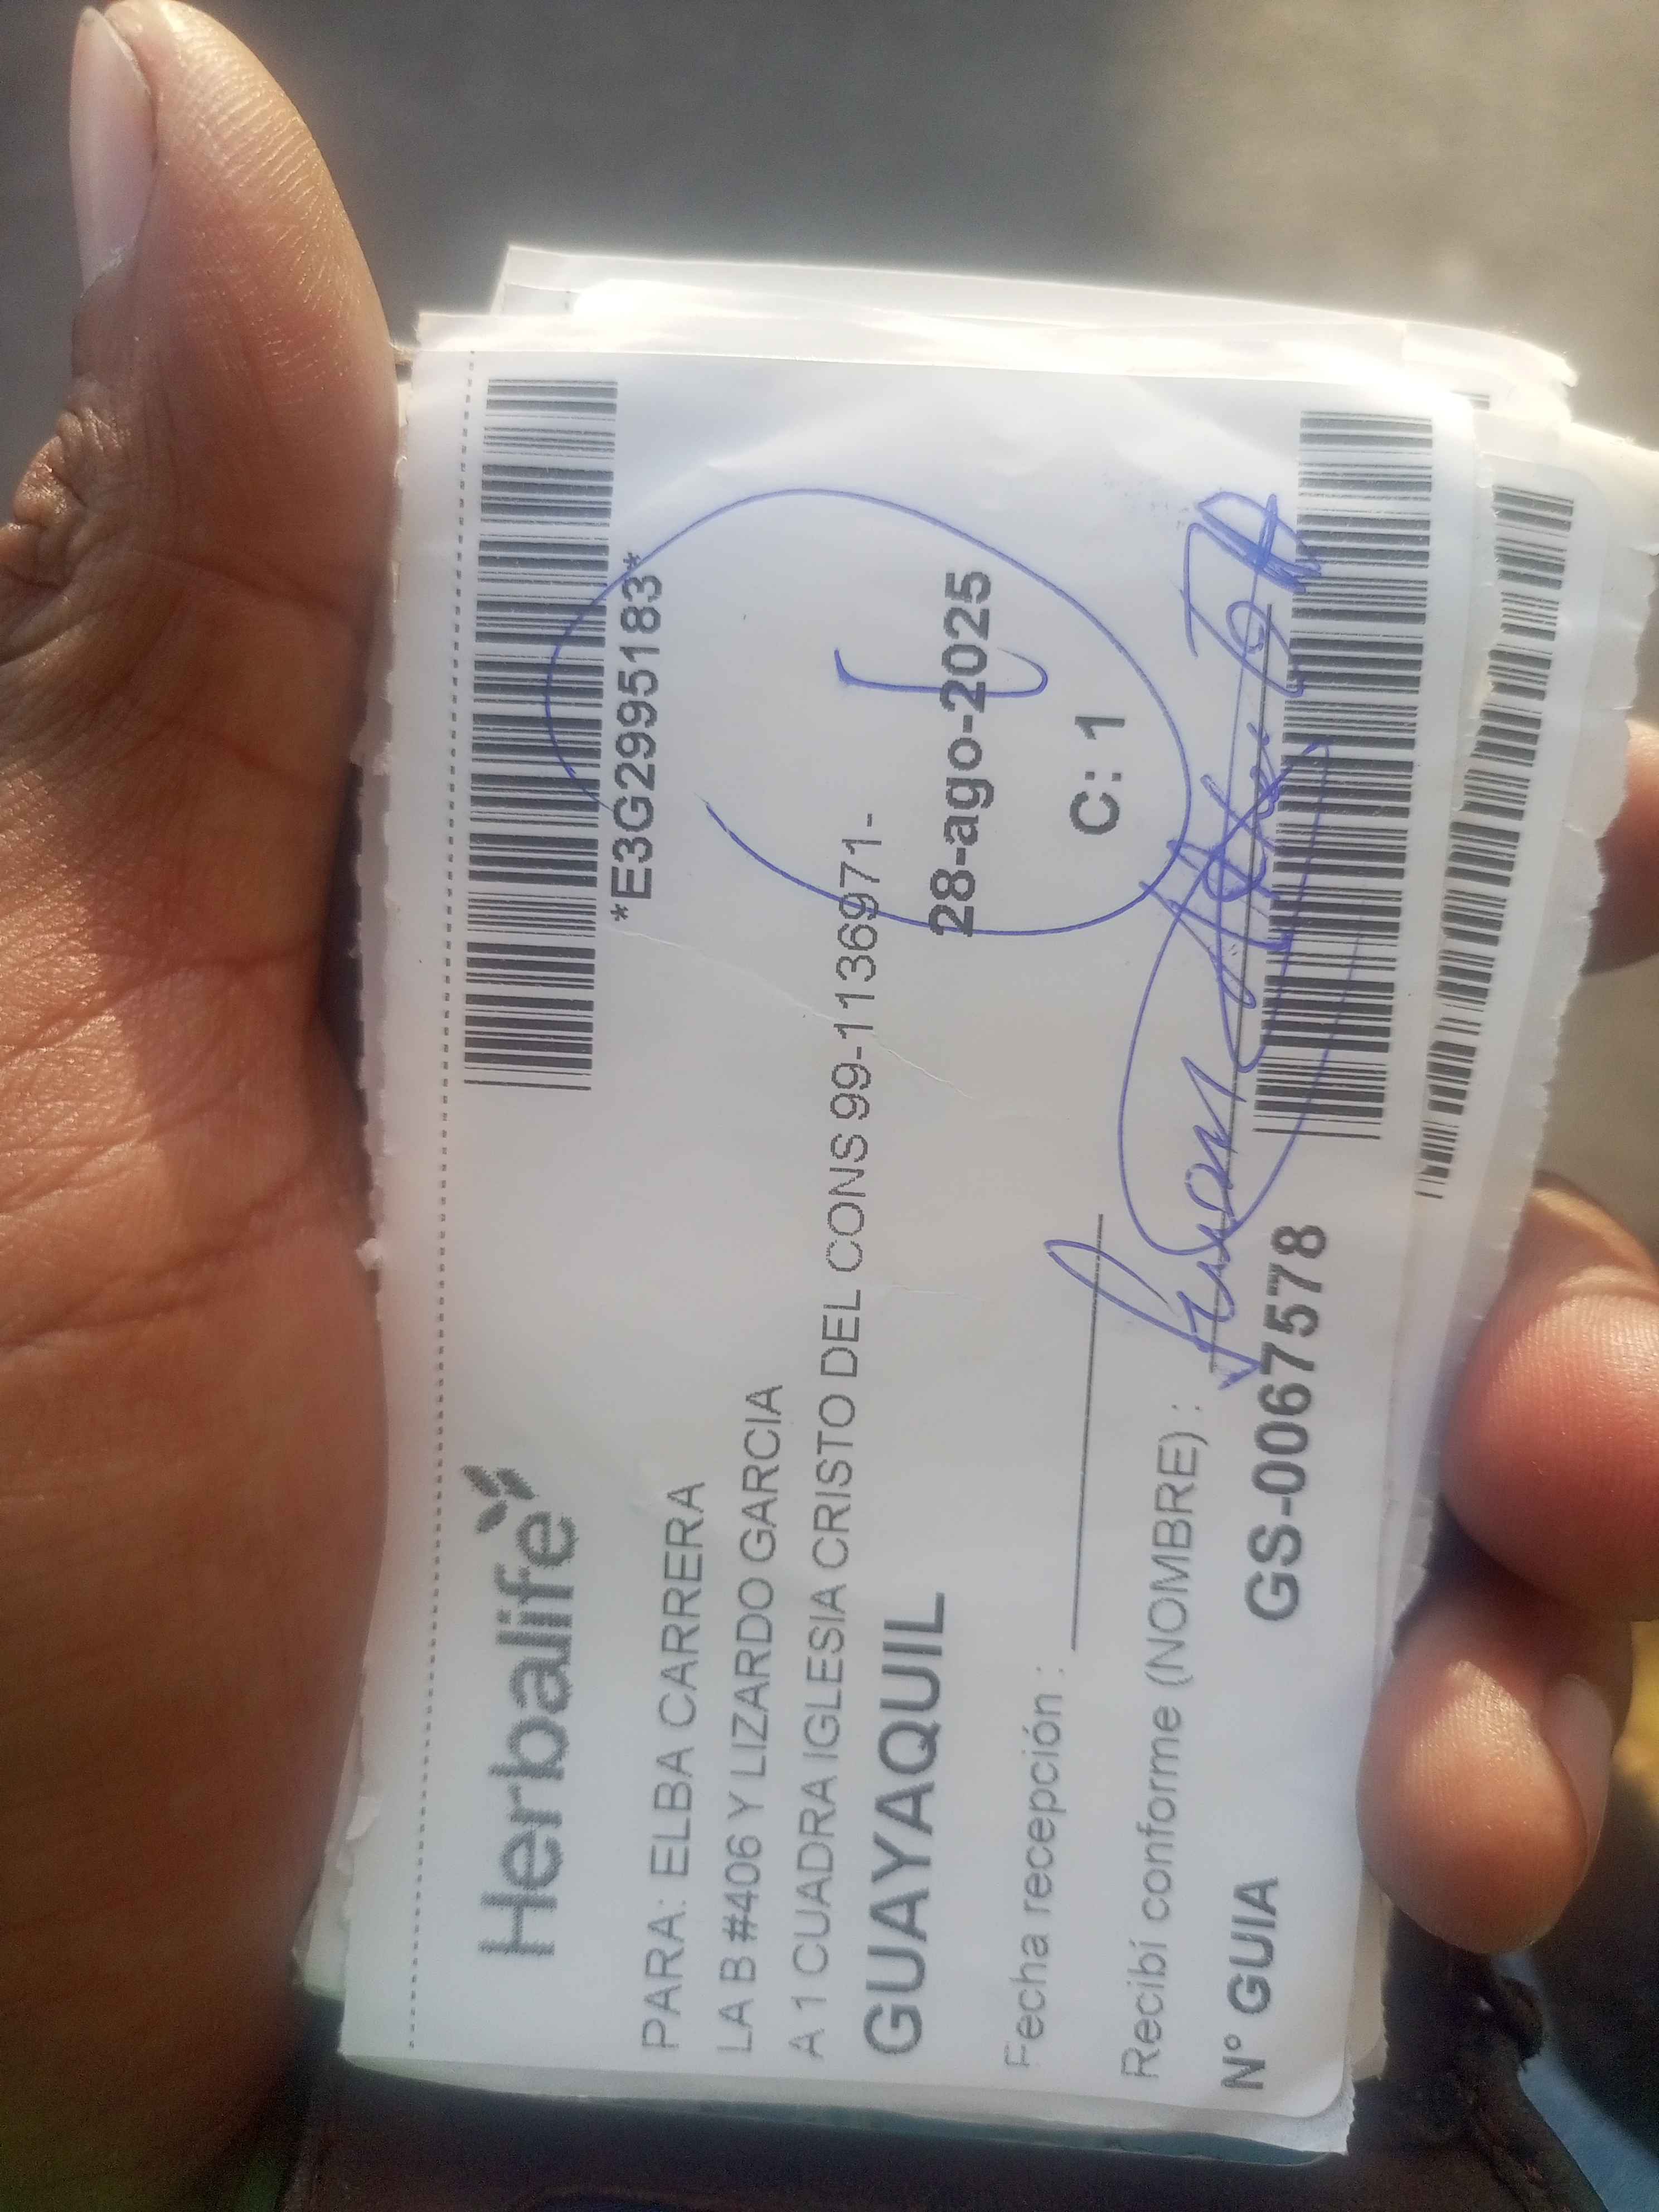 Herbalife
*E3G2995183*
PARA: ELBA CARRERA
LA B #406 Y LIZARDO GARCIA
A 1 CUADRA IGLESIA CRISTO DEL CONS 99-1136971-
GUAYAQUIL
28-ago-2025
C: 1
Fecha recepción :
Recibí conforme (NOMBRE) :
Nº GUIA
GS-0067578